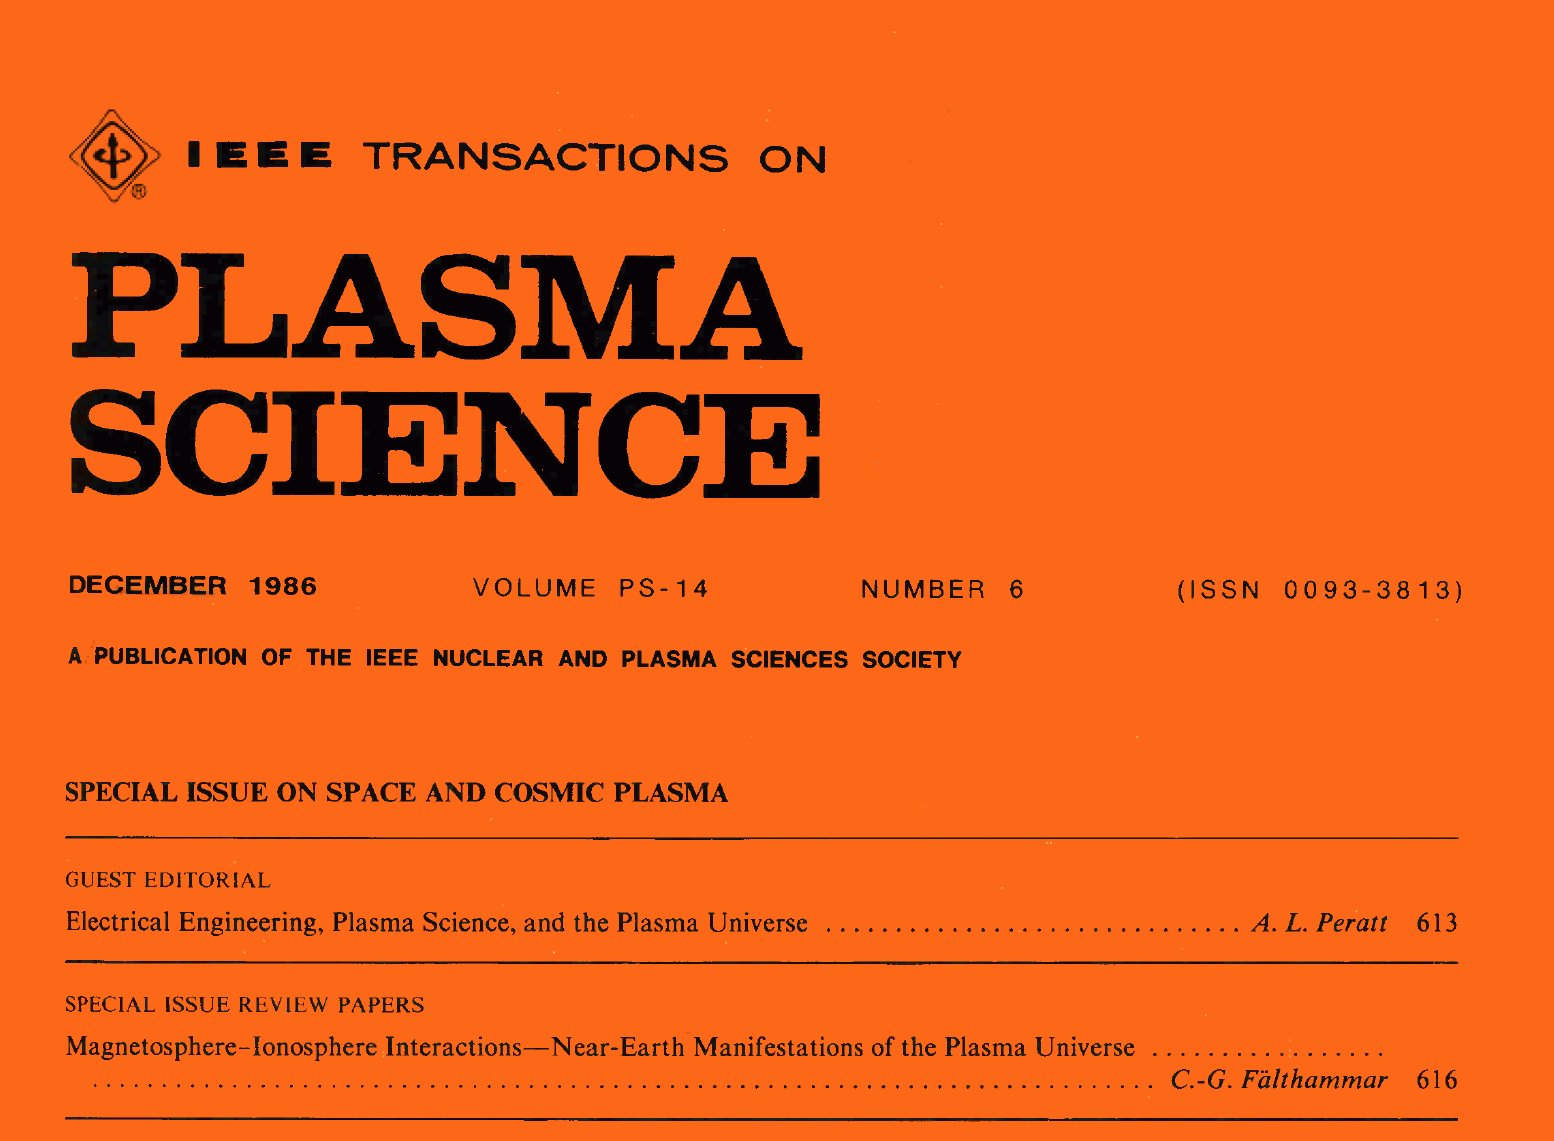 IEEE TRANSACTIONS ON
PLASMA
SCIENCE
DECEMBER 1986 VOLUME PS-14 NUMBER 6 (ISSN 0093-3813)
A PUBLICATION OF THE IEEE NUCLEAR AND PLASMA SCIENCES SOCIETY
SPECIAL ISSUE ON SPACE AND COSMIC PLASMA
GUEST EDITORIAL
Electrical Engineering, Plasma Science, and the Plasma Universe .............................. A. L. Peratt 613
SPECIAL ISSUE REVIEW PAPERS
Magnetosphere–Ionosphere Interactions—Near-Earth Manifestations of the Plasma Universe .................
............................................................................. C.-G. Fälthammar 616